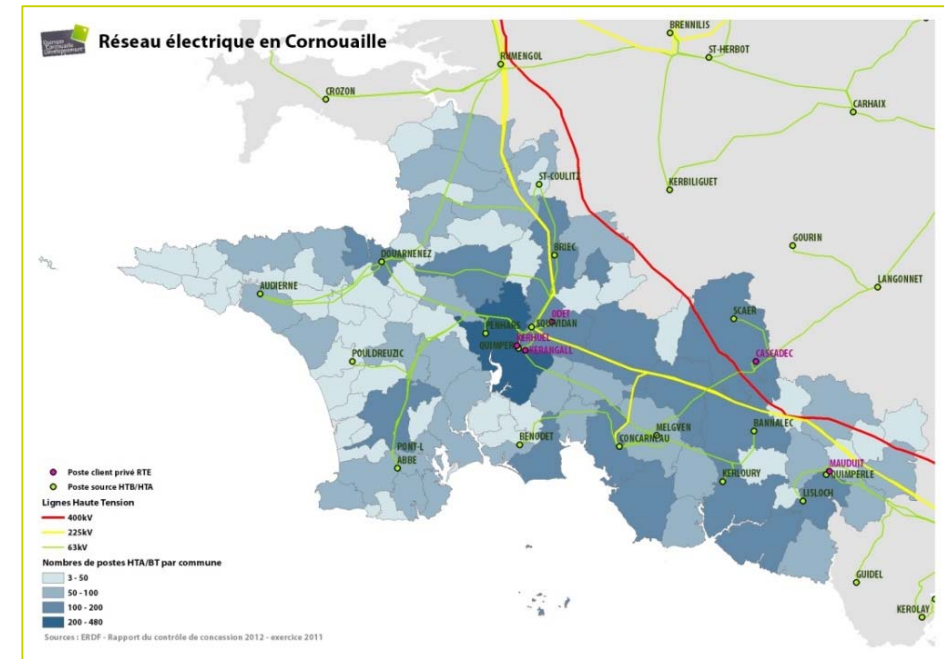 Quimper
Cornouaille
Développement
Réseau électrique en Cornouaille
BRENNILIS
ST-HERBOT
RUMENGOL
CROZON
CARHAIX
ST-COULITZ
KERBILIGUET
GOURIN
BRIEC
DOUARNENEZ
LANGONNET
AUDIERNE
SCAER
ODET
SQUIVIDAN
PENHARS
KERHUEL
QUIMPER
KERANGALL
POULDREUZIC
CASCADEC
MELGVEN
BANNALEC
BENODET
CONCARNEAU
PONT-L
ABBE
MAUDUIT
QUIMPERLE
KERLOURY
LISLOCH
GUIDEL
KEROLAY
Poste client privé RTE
Poste source HTB/HTA
Lignes Haute Tension
400kV
225kV
63kV
Nombres de postes HTA/BT par commune
3 - 50
50 - 100
100 - 200
200 - 480
Sources : ERDF - Rapport du contrôle de concession 2012 - exercice 2011